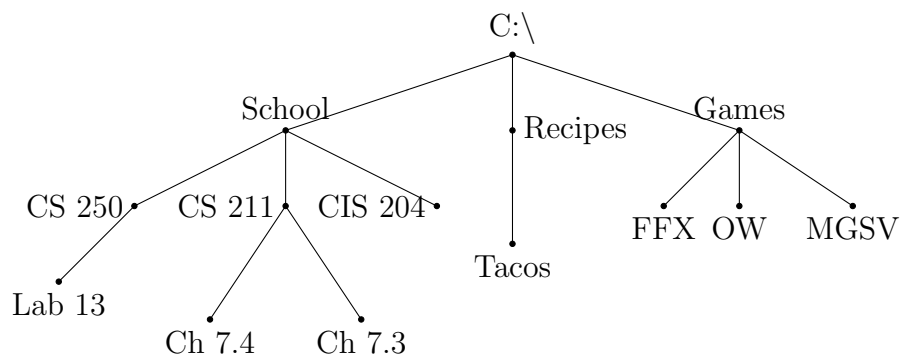 C:\
School
Recipes
Games
CS 250
CS 211
CIS 204
FFX
OW
MGSV
Tacos
Lab 13
Ch 7.4
Ch 7.3